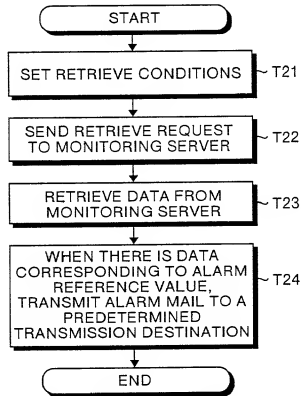 START
SET RETRIEVE CONDITIONS
T21
SEND RETRIEVE REQUEST
TO MONITORING SERVER
T22
RETRIEVE DATA FROM
MONITORING SERVER
T23
WHEN THERE IS DATA
CORRESPONDING TO ALARM
REFERENCE VALUE,
TRANSMIT ALARM MAIL TO A
PREDETERMINED
TRANSMISSION DESTINATION
T24
END